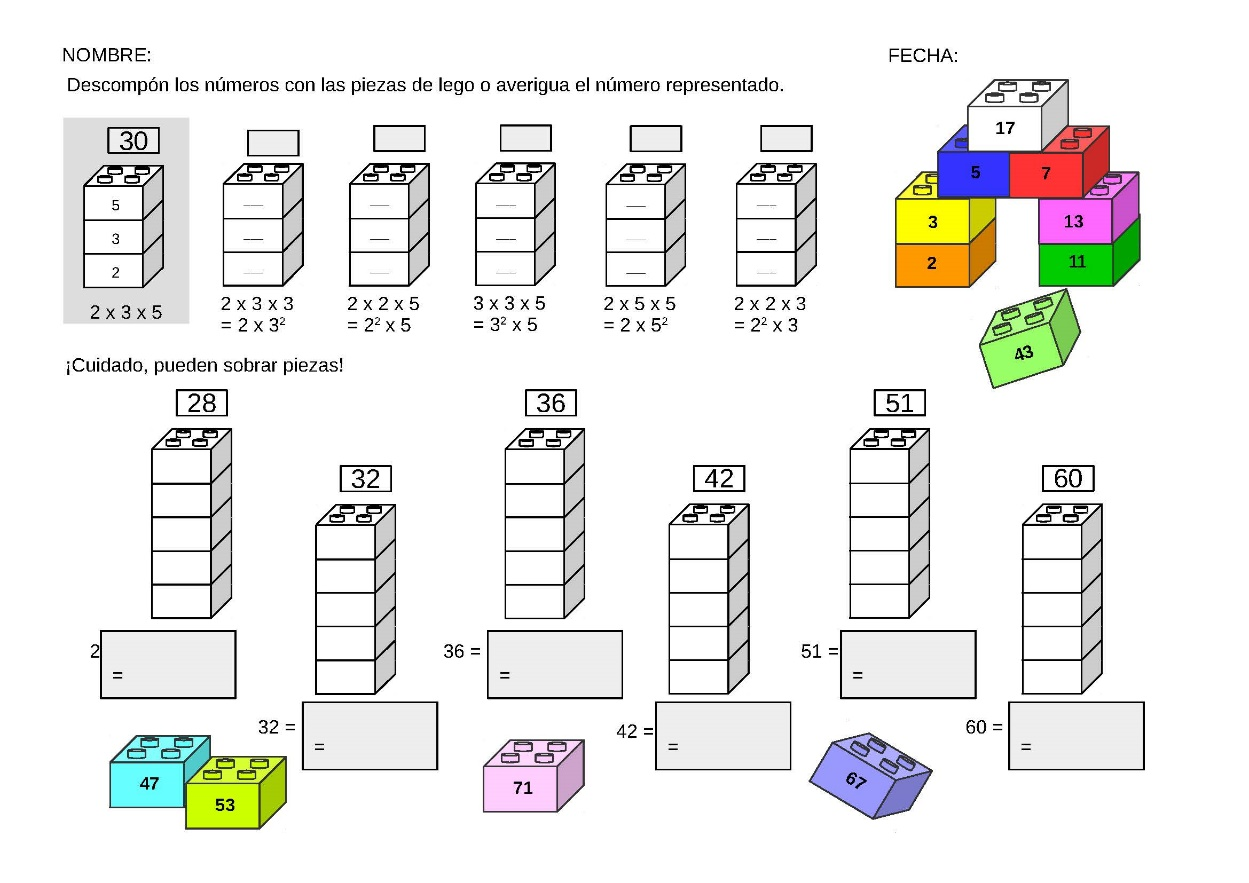 NOMBRE:
FECHA:
Descompón los números con las piezas de lego o averigua el número representado.
30
5
3
2
2 x 3 x 5
2 x 3 x 3
= 2 x 3²
2 x 2 x 5
= 2² x 5
3 x 3 x 5
= 3² x 5
2 x 5 x 5
= 2 x 5²
2 x 2 x 3
= 2² x 3
17
5
7
3
13
2
11
43
¡Cuidado, pueden sobrar piezas!
28
36
51
32
42
60
2
=
36 =
=
51 =
=
32 =
=
42 =
=
60 =
=
47
53
71
67